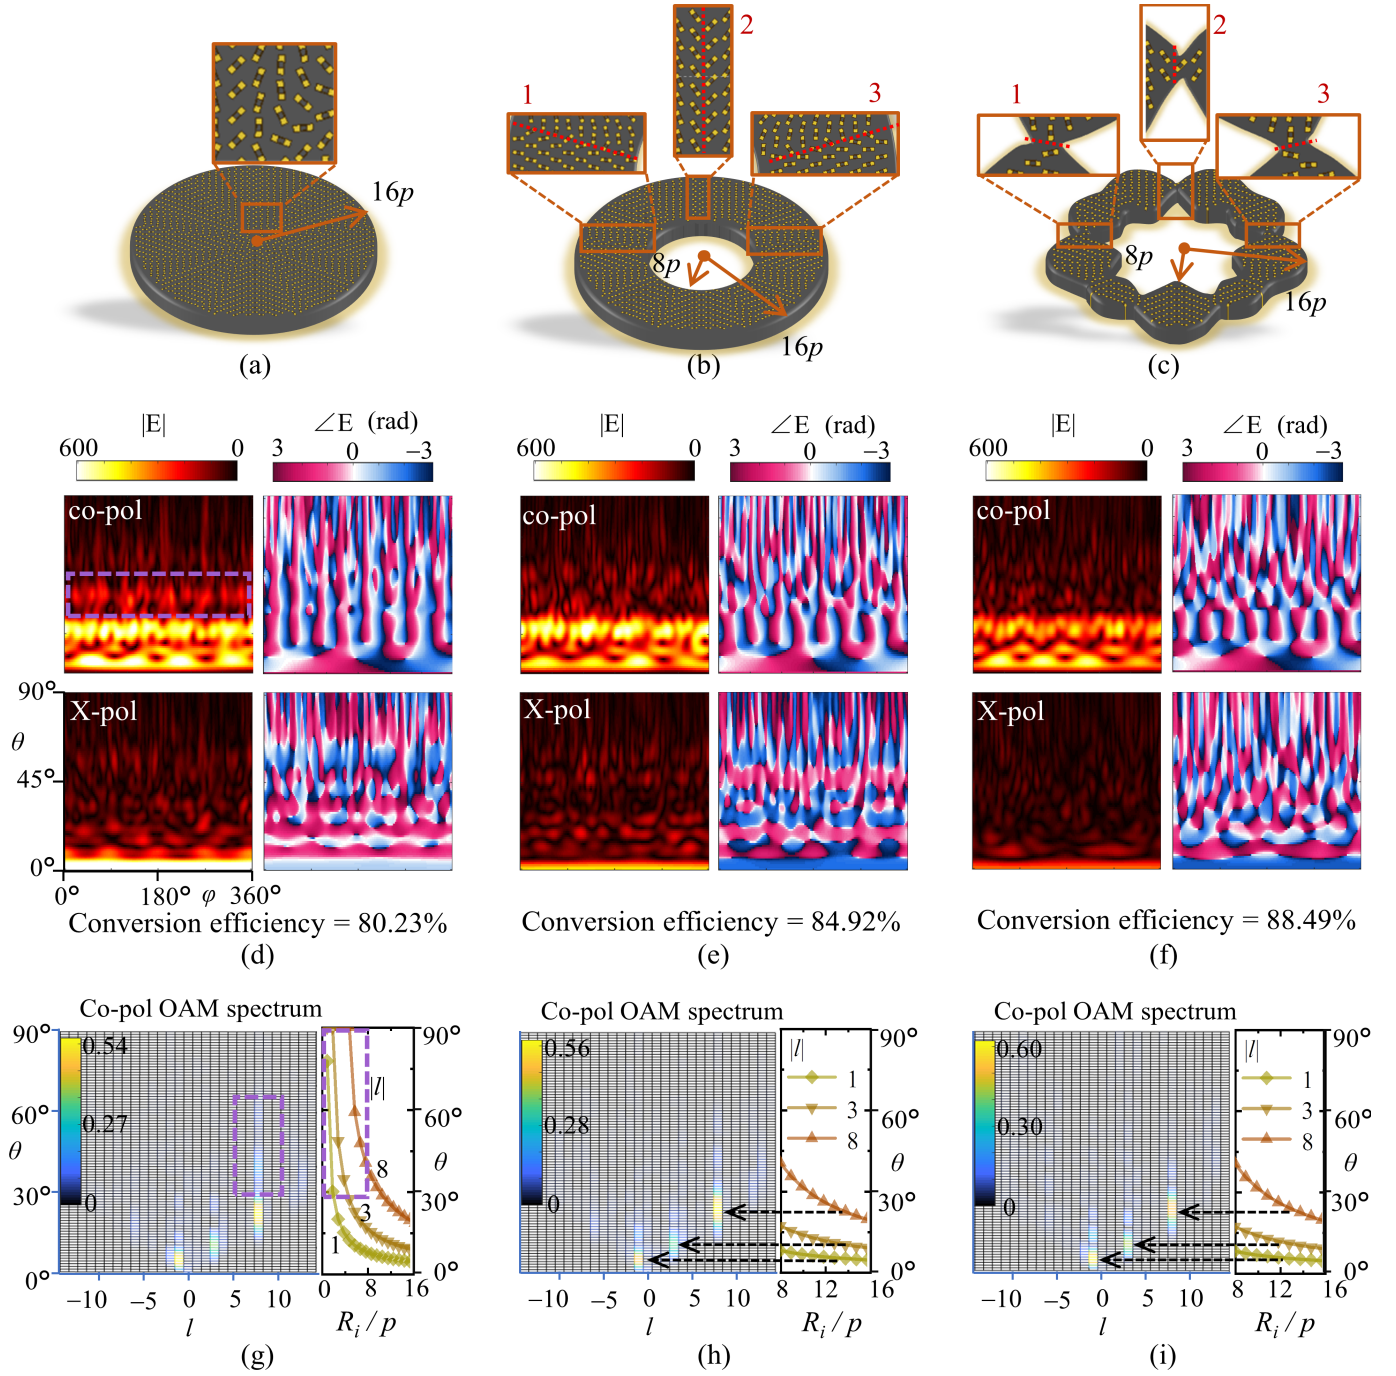 2
2
1
3
1
3
16p
8p
16p
8p
16p
(a)
(b)
(c)
|E|
∠E (rad)
|E|
∠E (rad)
|E|
∠E (rad)
600
0
3
0
−3
600
0
3
0
−3
600
0
3
0
−3
co-pol
co-pol
co-pol
90°
X-pol
X-pol
X-pol
θ
45°
0°
0°
180°
φ
360°
Conversion efficiency = 80.23%
Conversion efficiency = 84.92%
Conversion efficiency = 88.49%
(d)
(e)
(f)
Co-pol OAM spectrum
Co-pol OAM spectrum
Co-pol OAM spectrum
90°
0.54
90°
0.56
|l|
90°
0.60
|l|
90°
|l|
1
1
60°
0.27
60°
0.28
3
60°
0.30
3
60°
8
8
θ
8
θ
θ
θ
30°
30°
30°
30°
0
3
0
0
1
0°
0°
0°
0°
−10
−5
0
5
10
0
8
16
−10
−5
0
5
10
8
12
16
−10
−5
0
5
10
8
12
16
l
R_i / p
l
R_i / p
l
R_i / p
(g)
(h)
(i)